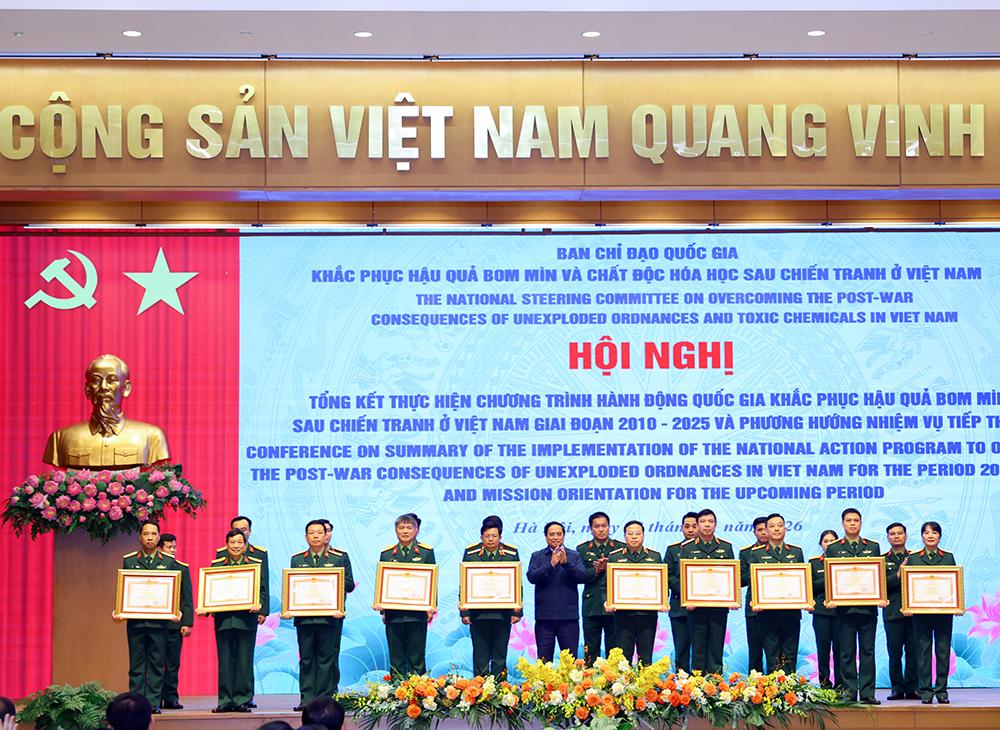 CỘNG SẢN VIỆT NAM QUANG VINH
BAN CHỈ ĐẠO QUỐC GIA
KHẮC PHỤC HẬU QUẢ BOM MÌN VÀ CHẤT ĐỘC HÓA HỌC SAU CHIẾN TRANH Ở VIỆT NAM
THE NATIONAL STEERING COMMITTEE ON OVERCOMING THE POST-WAR
CONSEQUENCES OF UNEXPLODED ORDNANCES AND TOXIC CHEMICALS IN VIET NAM
HỘI NGHỊ
TỔNG KẾT THỰC HIỆN CHƯƠNG TRÌNH HÀNH ĐỘNG QUỐC GIA KHẮC PHỤC HẬU QUẢ BOM MÌN
SAU CHIẾN TRANH Ở VIỆT NAM GIAI ĐOẠN 2010 - 2025 VÀ PHƯƠNG HƯỚNG NHIỆM VỤ TIẾP
CONFERENCE ON SUMMARY OF THE IMPLEMENTATION OF THE NATIONAL ACTION PROGRAM TO
THE POST-WAR CONSEQUENCES OF UNEXPLODED ORDNANCES IN VIET NAM FOR THE PERIOD
AND MISSION ORIENTATION FOR THE UPCOMING PERIOD
Hà Nội,